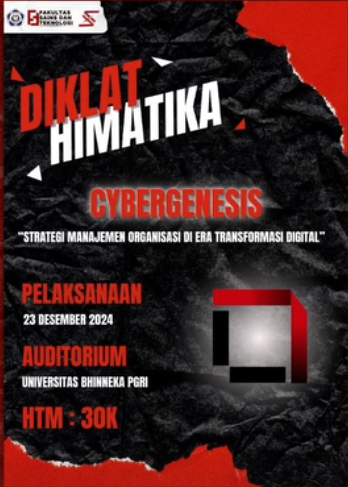 FAKULTAS
SAINS DAN
TEKNOLOGI
DIKLAT
HIMATIKA
CYBERGENESIS
“STRATEGI MANAJEMEN ORGANISASI DI ERA TRANSFORMASI DIGITAL”
PELAKSANAAN
23 DESEMBER 2024
AUDITORIUM
UNIVERSITAS BHINNEKA PGRI
HTM : 30K